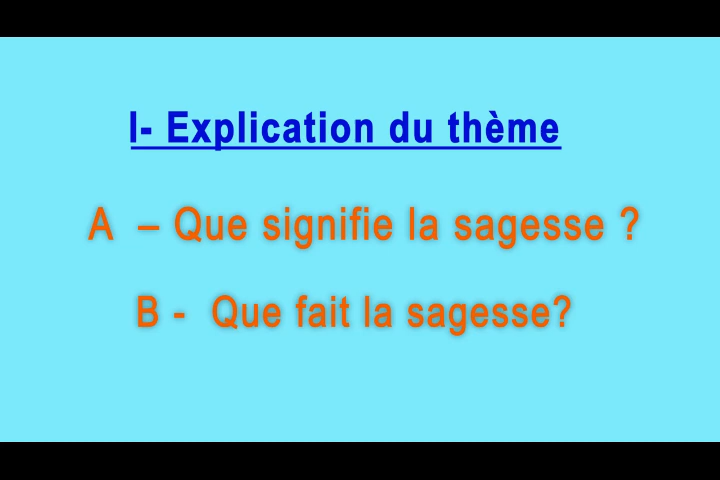 I- Explication du thème
A – Que signifie la sagesse ?
B - Que fait la sagesse?